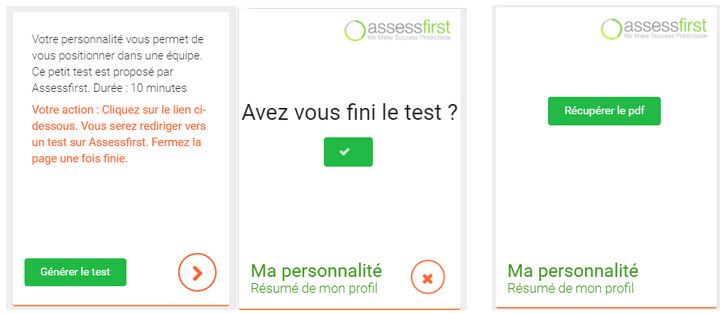 Votre personnalité vous permet de
vous positionner dans une équipe.
Ce petit test est proposé par
Assessfirst. Durée : 10 minutes
Votre action : Cliquez sur le lien ci-
dessous. Vous serez rediriger vers
un test sur Assessfirst. Fermez la
page une fois finie.
Générer le test
assessfirst
We Make Success Predictable
Avez vous fini le test ?
Ma personnalité
Résumé de mon profil
assessfirst
We Make Success Predictable
Récupérer le pdf
Ma personnalité
Résumé de mon profil